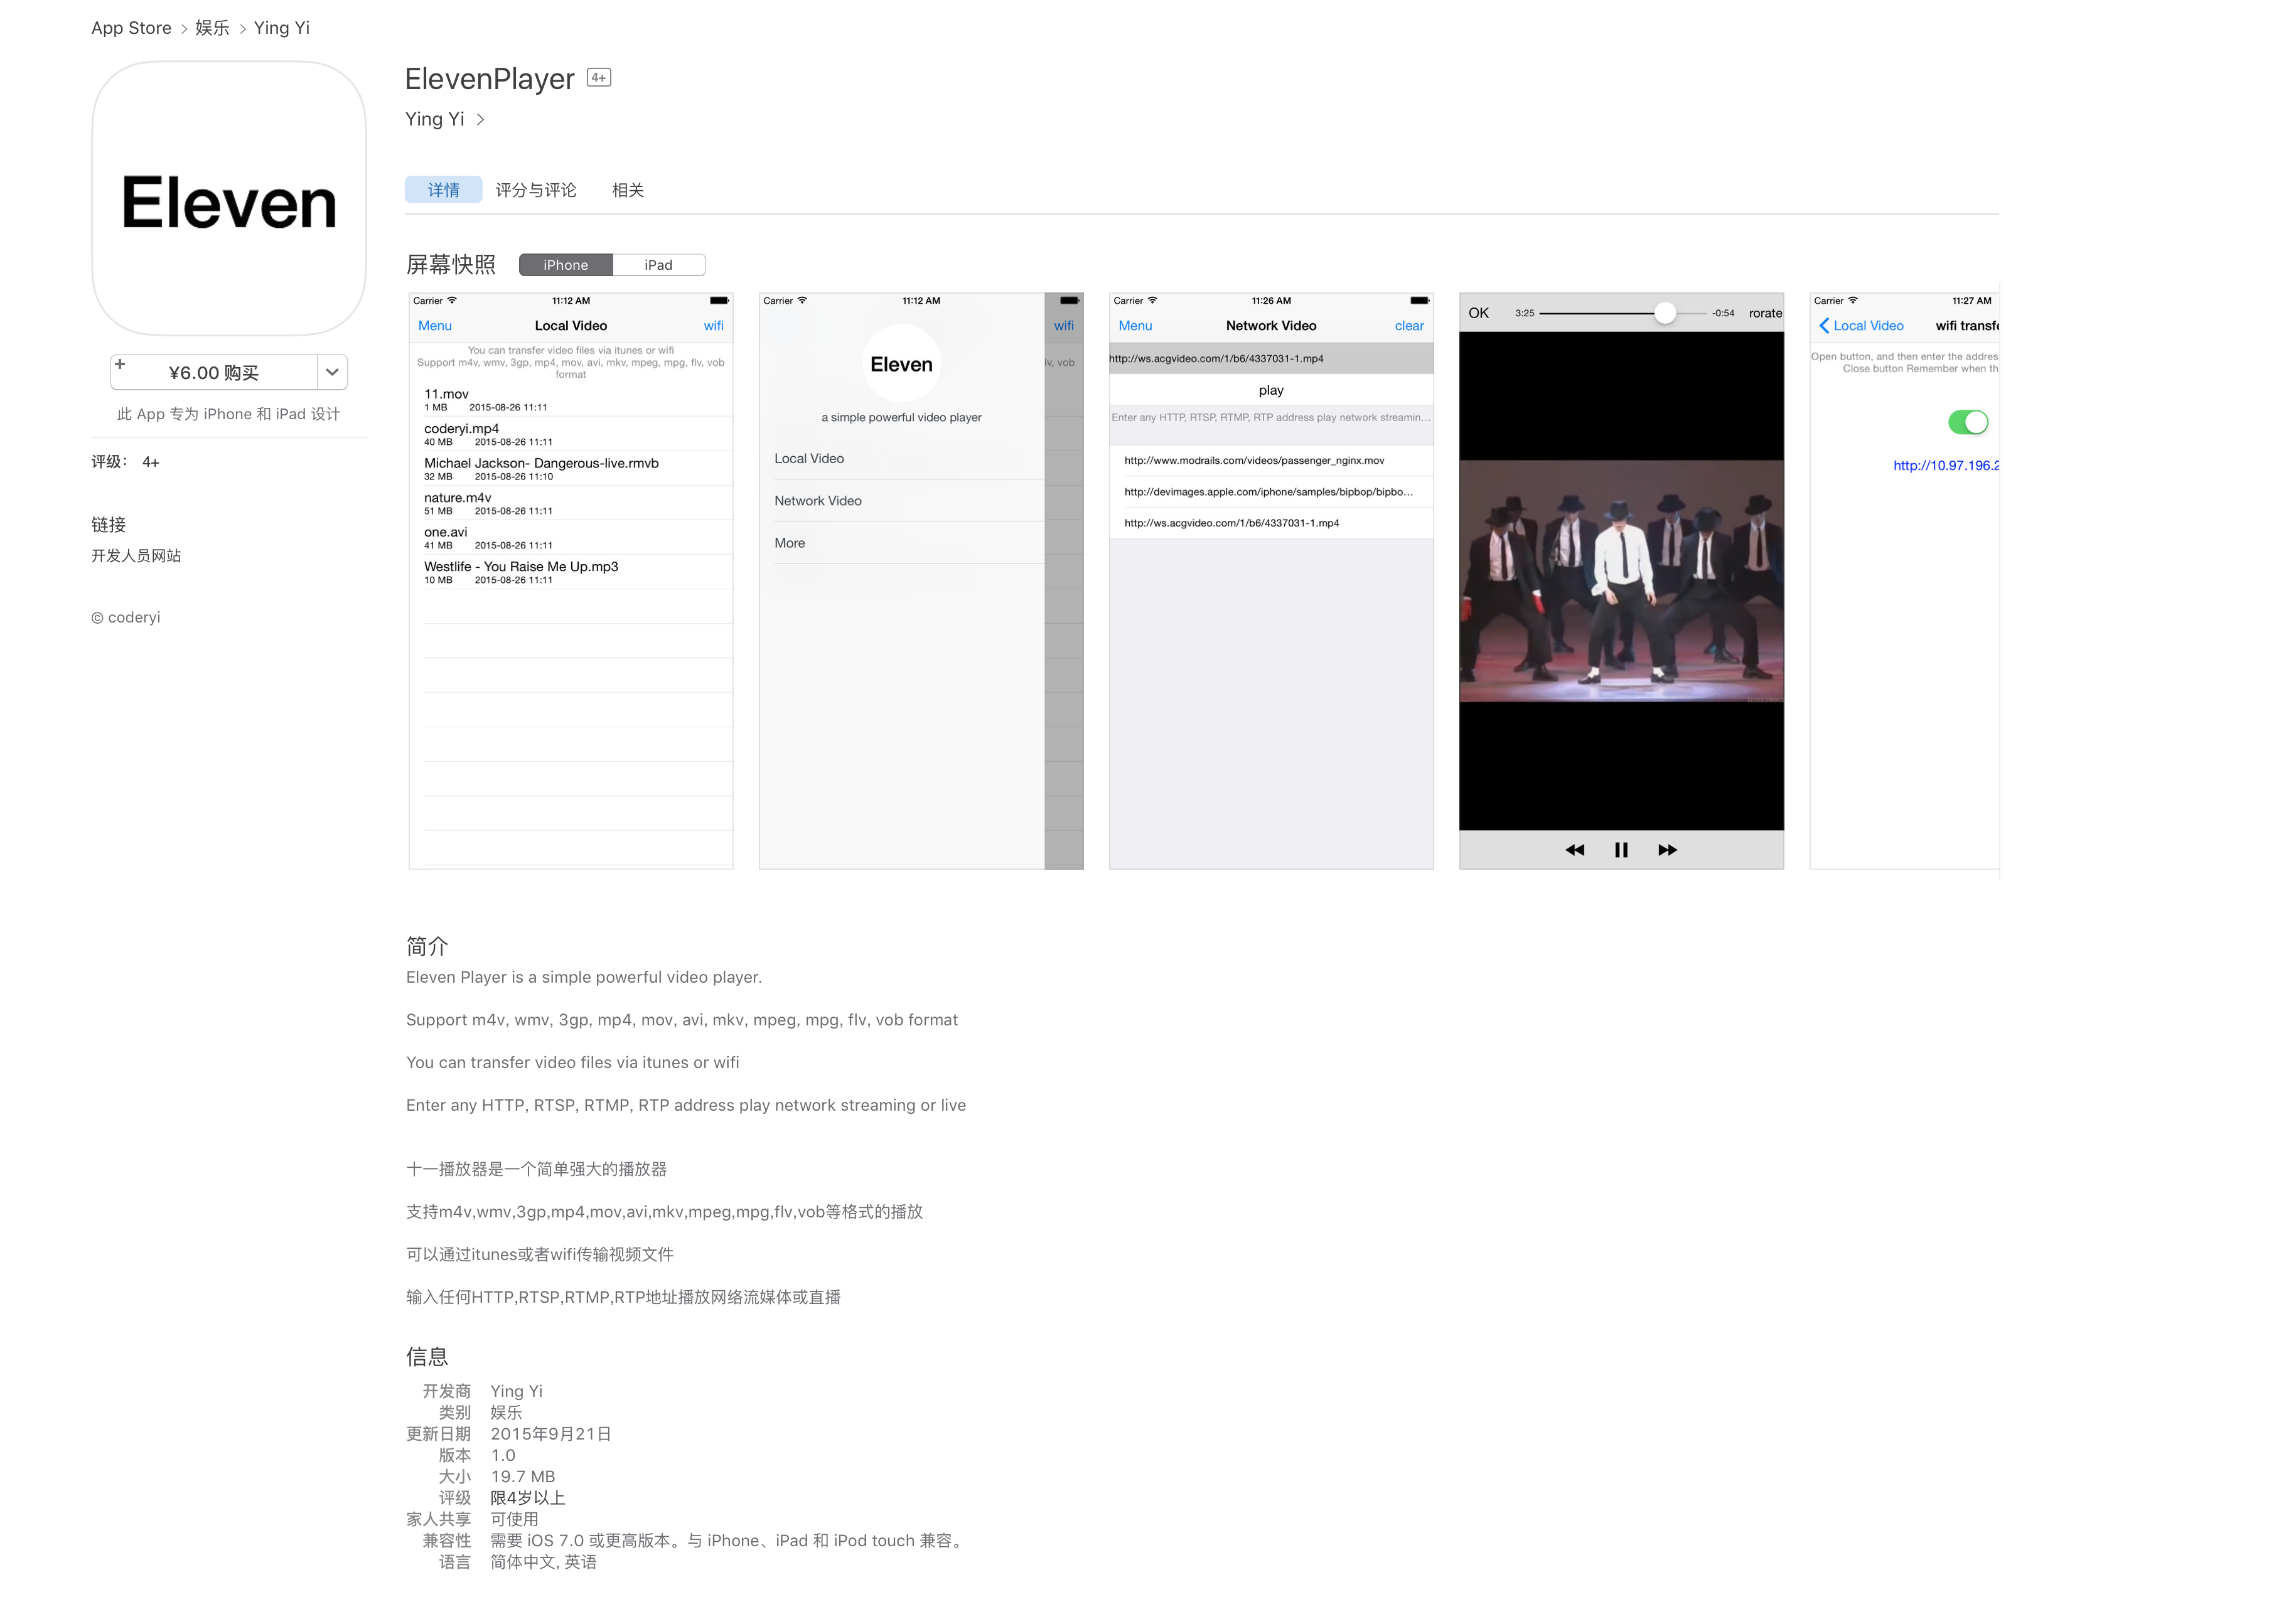 App Store > 娱乐 > Ying Yi
Eleven
¥6.00 购买
此 App 专为 iPhone 和 iPad 设计
评级： 4+
链接
开发人员网站
© coderyi
ElevenPlayer 4+
Ying Yi >
详情 评分与评论 相关
屏幕快照 iPhone iPad
Carrier 11:12 AM
Menu Local Video wifi
You can transfer video files via itunes or wifi
Support m4v, wmv, 3gp, mp4, mov, avi, mkv, mpeg, mpg, flv, vob
format
11.mov
1 MB 2015-08-26 11:11
coderyi.mp4
40 MB 2015-08-26 11:11
Michael Jackson- Dangerous-live.rmvb
32 MB 2015-08-26 11:10
nature.m4v
51 MB 2015-08-26 11:11
one.avi
41 MB 2015-08-26 11:11
Westlife - You Raise Me Up.mp3
10 MB 2015-08-26 11:11
Carrier 11:12 AM
wifi
lv, vob
Eleven
a simple powerful video player
Local Video
Network Video
More
Carrier 11:26 AM
Menu Network Video clear
http://ws.acgvideo.com/1/b6/4337031-1.mp4
play
Enter any HTTP, RTSP, RTMP, RTP address play network streamin...
http://www.modrails.com/videos/passenger_nginx.mov
http://devimages.apple.com/iphone/samples/bipbop/bipbo...
http://ws.acgvideo.com/1/b6/4337031-1.mp4
OK 3:25 -0:54 rorate
Carrier 11:27 AM
Local Video wifi transfe
Open button, and then enter the addres
Close button Remember when th
http://10.97.196.2
简介
Eleven Player is a simple powerful video player.
Support m4v, wmv, 3gp, mp4, mov, avi, mkv, mpeg, mpg, flv, vob format
You can transfer video files via itunes or wifi
Enter any HTTP, RTSP, RTMP, RTP address play network streaming or live
十一播放器是一个简单强大的播放器
支持m4v,wmv,3gp,mp4,mov,avi,mkv,mpeg,mpg,flv,vob等格式的播放
可以通过itunes或者wifi传输视频文件
输入任何HTTP,RTSP,RTMP,RTP地址播放网络流媒体或直播
信息
开发商 Ying Yi
类别 娱乐
更新日期 2015年9月21日
版本 1.0
大小 19.7 MB
评级 限4岁以上
家人共享 可使用
兼容性 需要 iOS 7.0 或更高版本。与 iPhone、iPad 和 iPod touch 兼容。
语言 简体中文, 英语